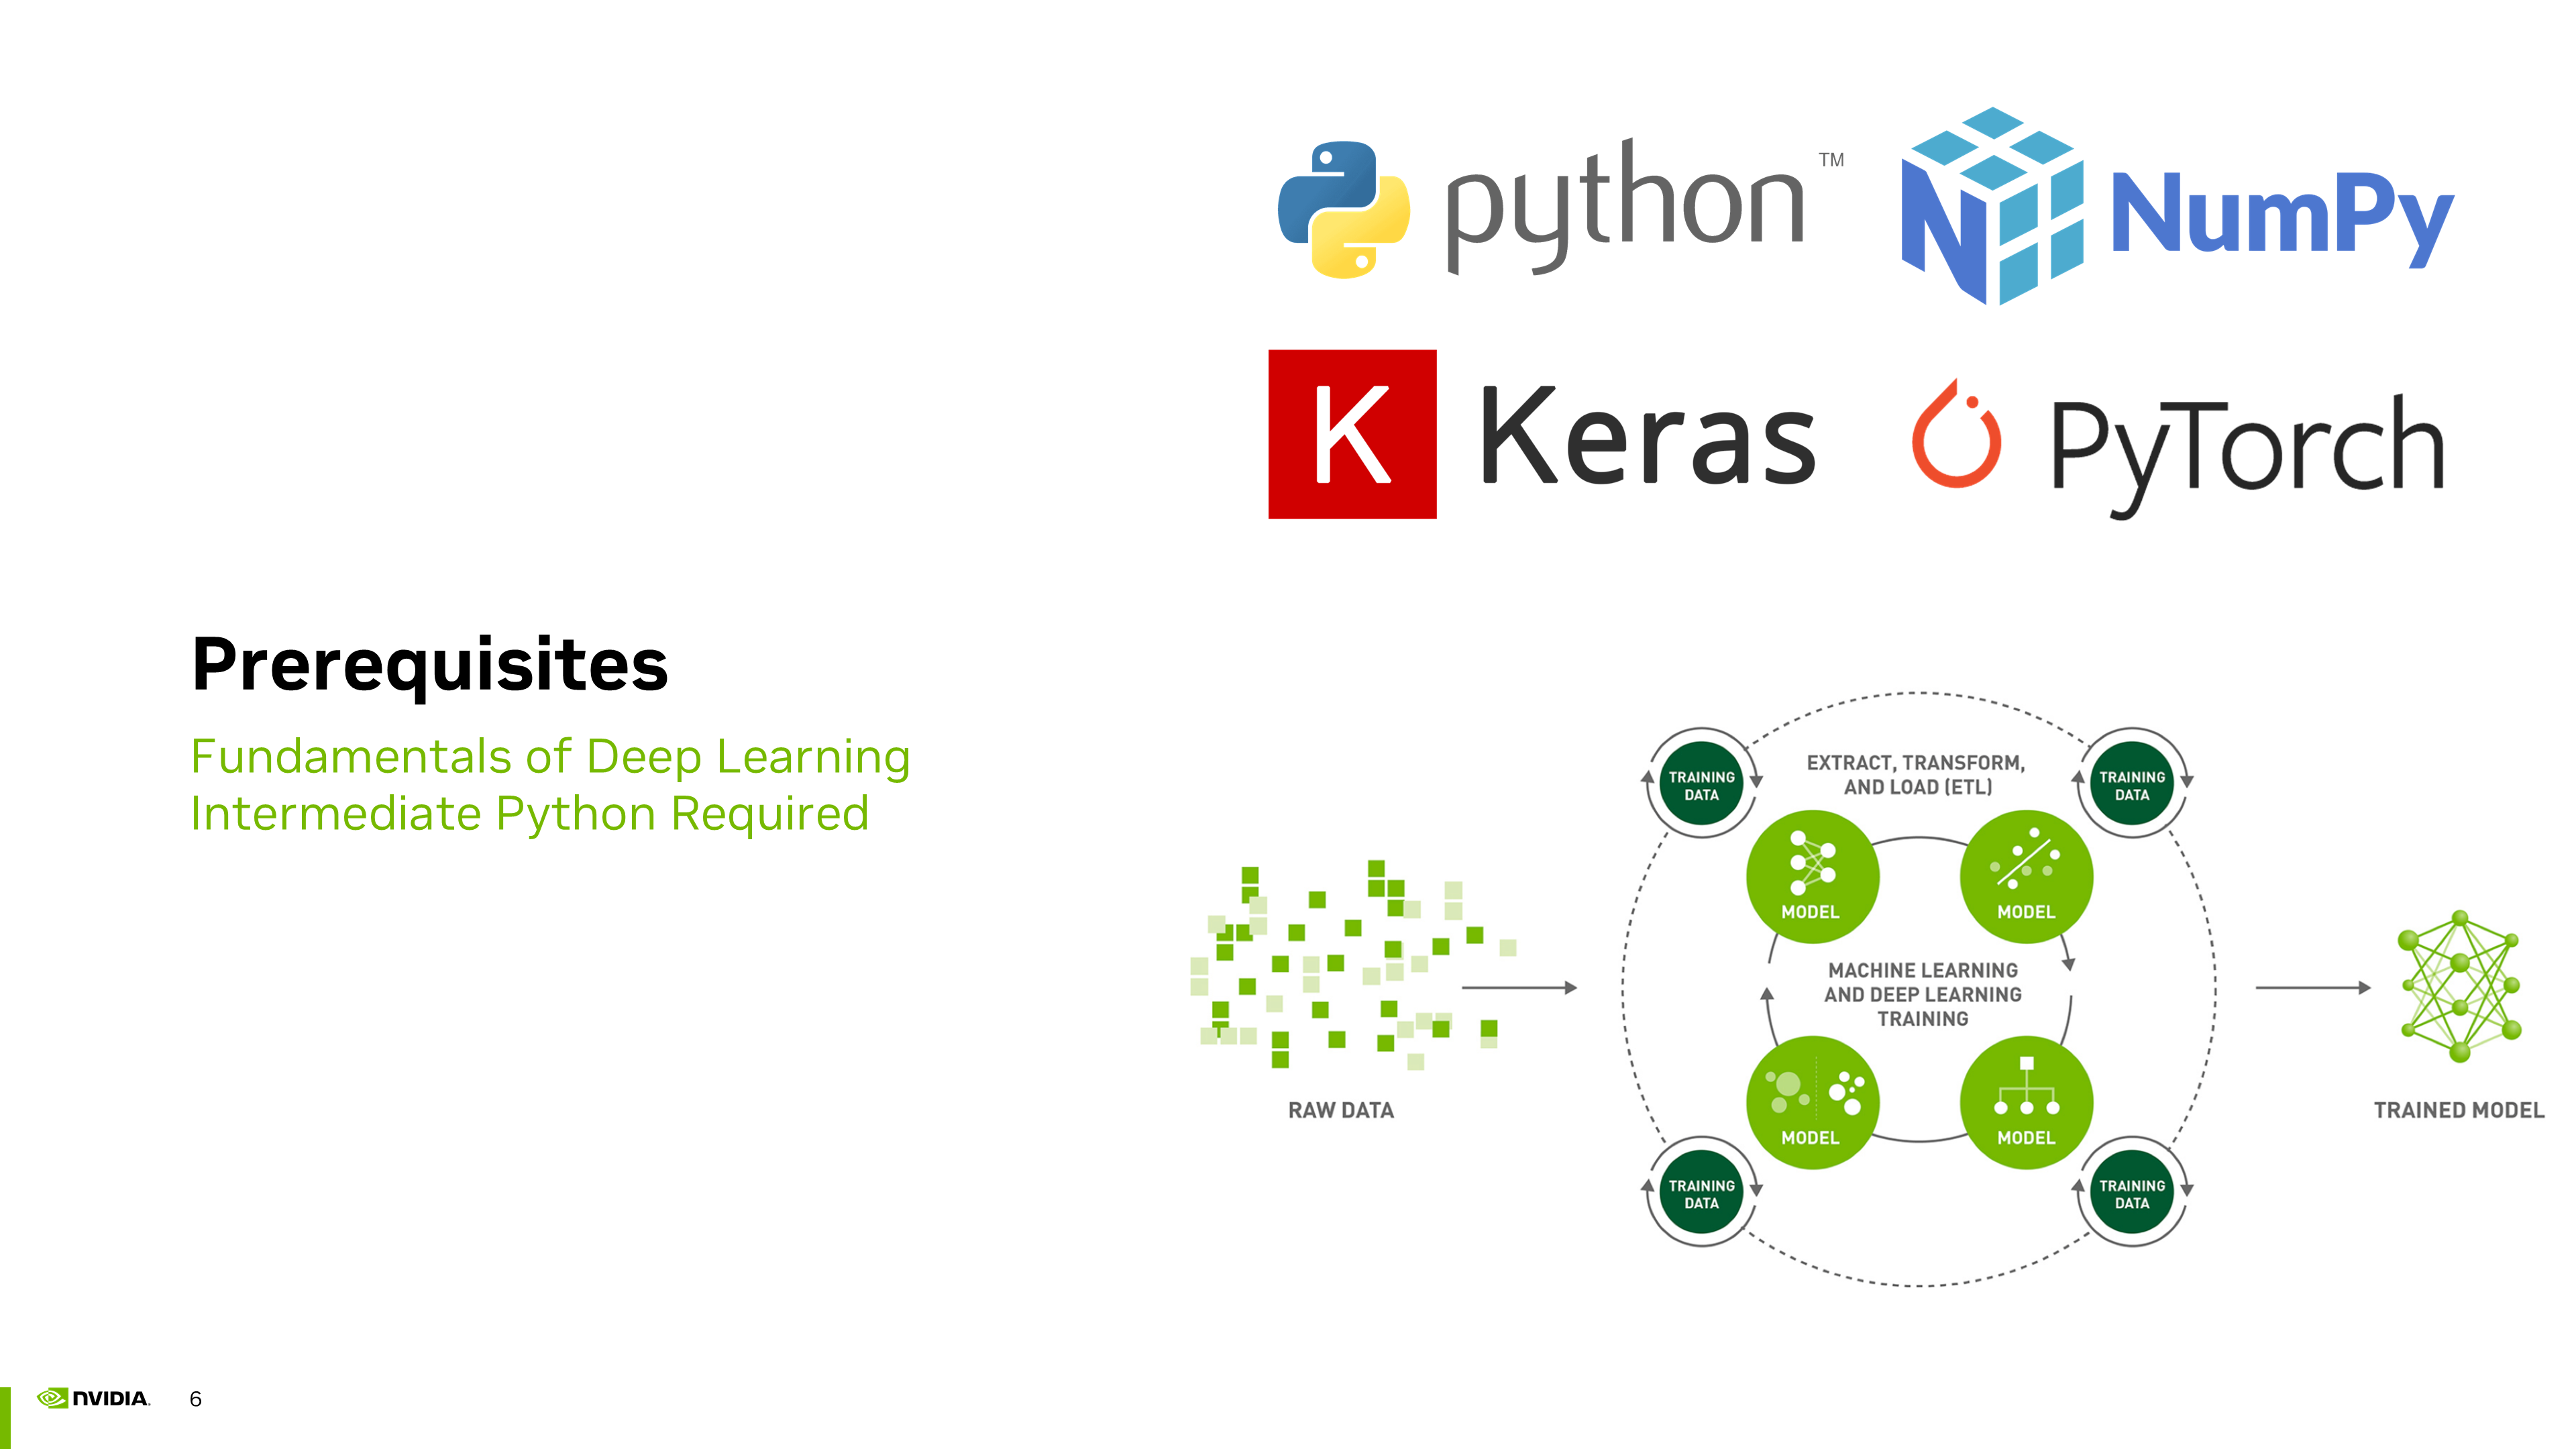 python™
NumPy
K Keras
PyTorch
Prerequisites
Fundamentals of Deep Learning
Intermediate Python Required
RAW DATA
TRAINING
DATA
EXTRACT, TRANSFORM,
AND LOAD (ETL)
TRAINING
DATA
MODEL
MODEL
MACHINE LEARNING
AND DEEP LEARNING
TRAINING
MODEL
MODEL
TRAINING
DATA
TRAINING
DATA
TRAINED MODEL
NVIDIA.
6